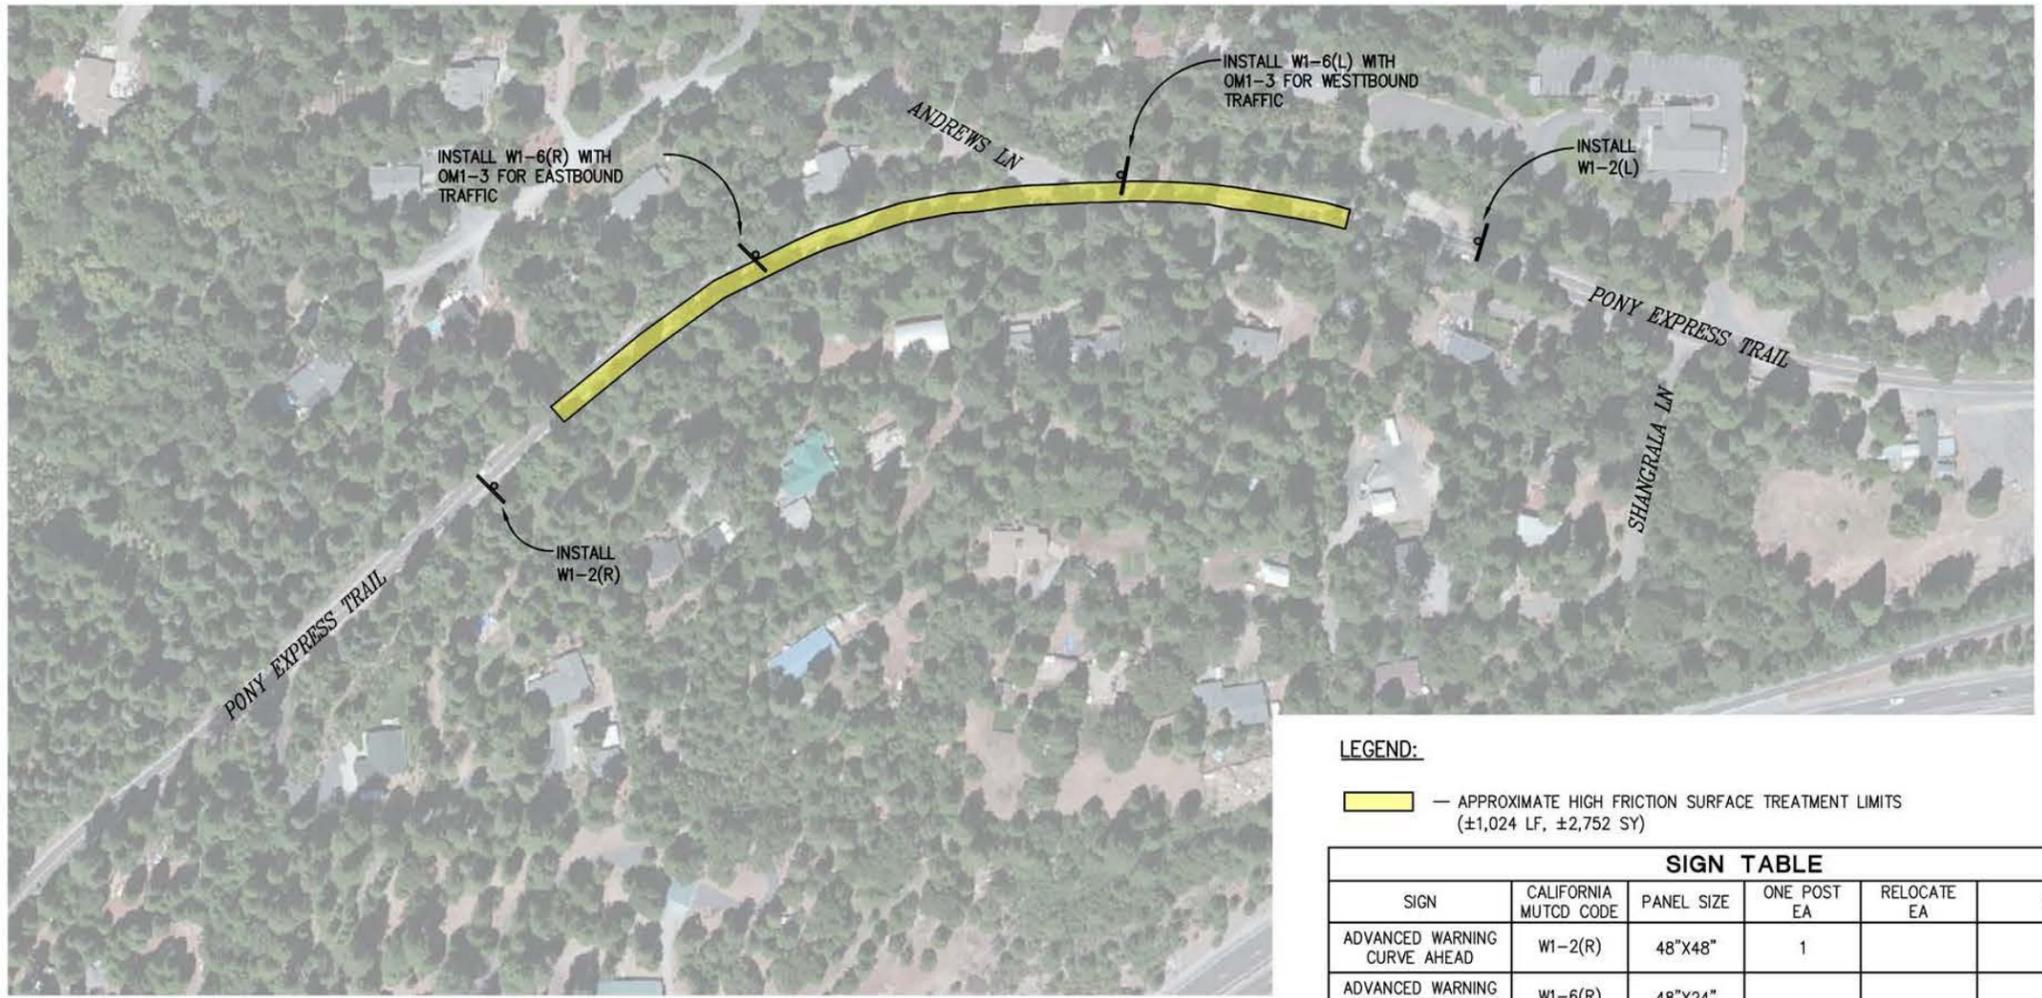 INSTALL W1-6(L) WITH
OM1-3 FOR WESTTBOUND
TRAFFIC
ANDREWS LN
INSTALL W1-6(R) WITH
OM1-3 FOR EASTBOUND
TRAFFIC
INSTALL
W1-2(L)
PONY EXPRESS TRAIL
SHANGRALA LN
INSTALL
W1-2(R)
PONY EXPRESS TRAIL
LEGEND:
— APPROXIMATE HIGH FRICTION SURFACE TREATMENT LIMITS
(±1,024 LF, ±2,752 SY)
SIGN TABLE
SIGN CALIFORNIA MUTCD CODE PANEL SIZE ONE POST EA RELOCATE EA
ADVANCED WARNING CURVE AHEAD W1-2(R) 48"X48" 1
ADVANCED WARNING W1-6(R) 48"X24"